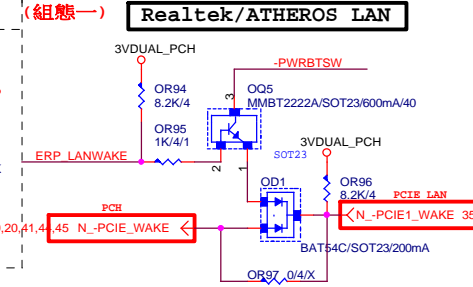 (組態一)
Realtek/ATHEROS LAN
3VDUAL_PCH
-PWRBTSW
OR94
8.2K/4
3
OQ5
MMBT2222A/SOT23/600mA/40
OR95
1K/4/1
ERP_LANWAKE
2
1
SOT23
3VDUAL_PCH
OD1
OR96
8.2K/4
PCIE LAN
PCH
N_-PCIE1_WAKE 35
,20,41,44,45 N_-PCIE_WAKE
BAT54C/SOT23/200mA
OR97 0/4/X